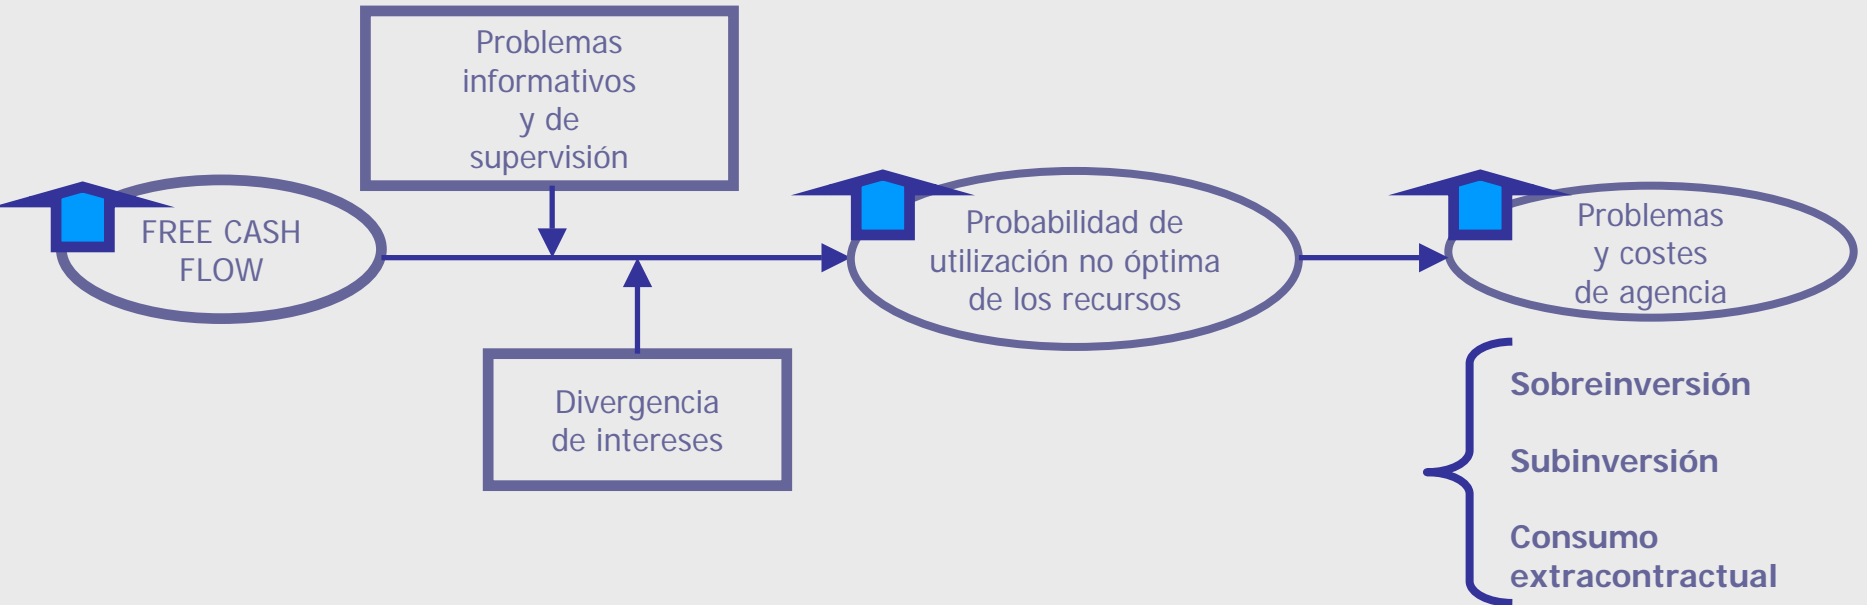 Problemas
informativos
y de
supervisión
FREE CASH
FLOW
Divergencia
de intereses
Probabilidad de
utilización no óptima
de los recursos
Problemas
y costes
de agencia
Sobreinversión
Subinversión
Consumo
extracontractual